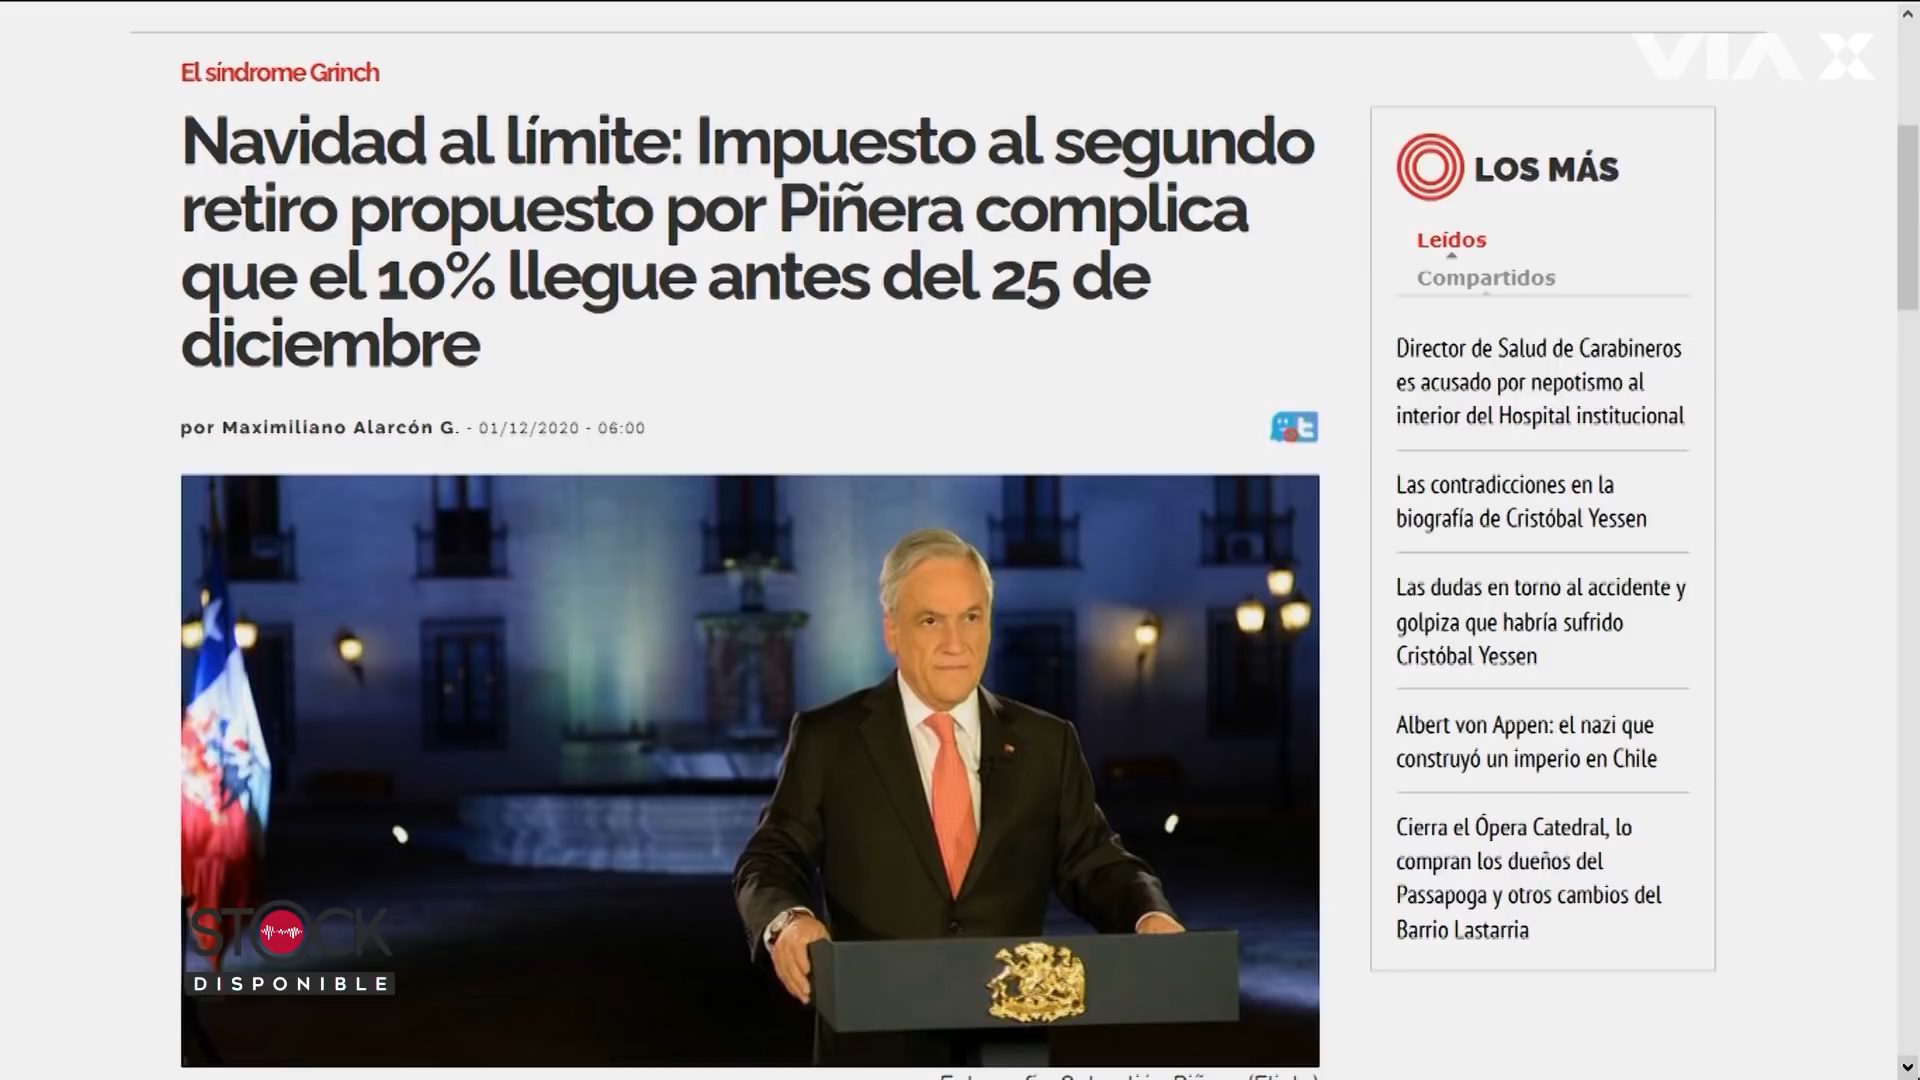 VIA X
El síndrome Grinch
Navidad al límite: Impuesto al segundo
retiro propuesto por Piñera complica
que el 10% llegue antes del 25 de
diciembre
por Maximiliano Alarcón G. - 01/12/2020 - 06:00
STOCK
DISPONIBLE
LOS MÁS
Leídos
Compartidos
Director de Salud de Carabineros
es acusado por nepotismo al
interior del Hospital institucional
Las contradicciones en la
biografía de Cristóbal Yessen
Las dudas en torno al accidente y
golpiza que habría sufrido
Cristóbal Yessen
Albert von Appen: el nazi que
construyó un imperio en Chile
Cierra el Ópera Catedral, lo
compran los dueños del
Passapoga y otros cambios del
Barrio Lastarria